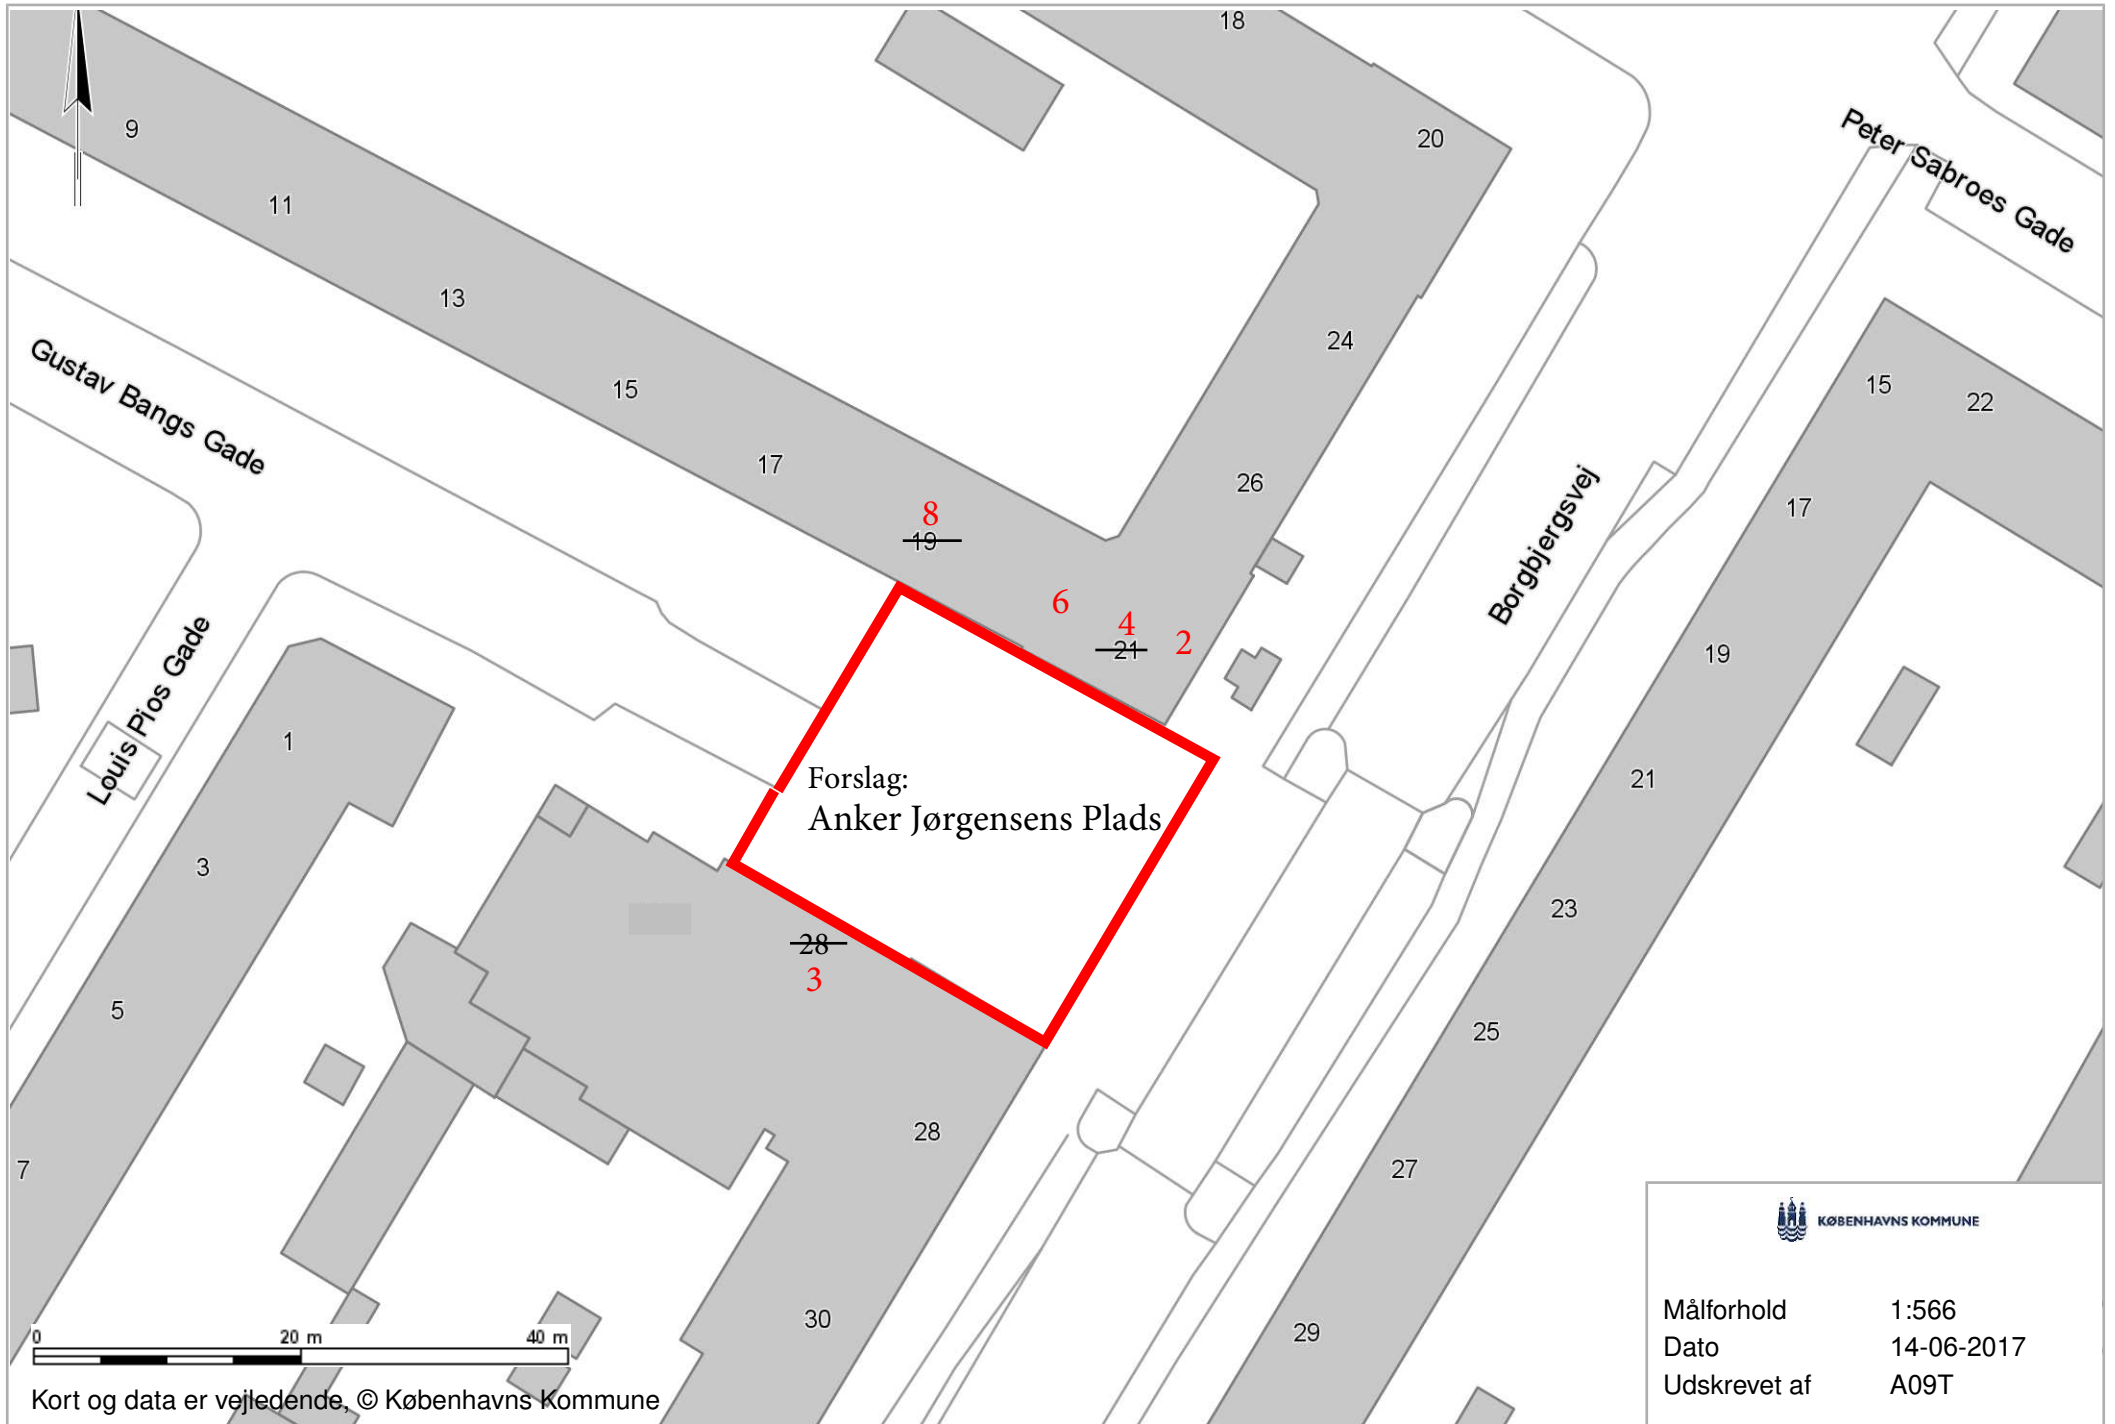 18
20
9
11
13
15
17
8
19
6
4
21
2
24
26
Peter Sabroes Gade
Gustav Bangs Gade
Borgbjergsvej
Louis Pios Gade
15
22
17
19
21
23
25
27
29
1
3
5
7
Forslag:
Anker Jørgensens Plads
28
3
28
30
0 20 m 40 m
Kort og data er vejledende, © Københavns Kommune
KØBENHAVNS KOMMUNE
Målforhold 1:566
Dato 14-06-2017
Udskrevet af A09T